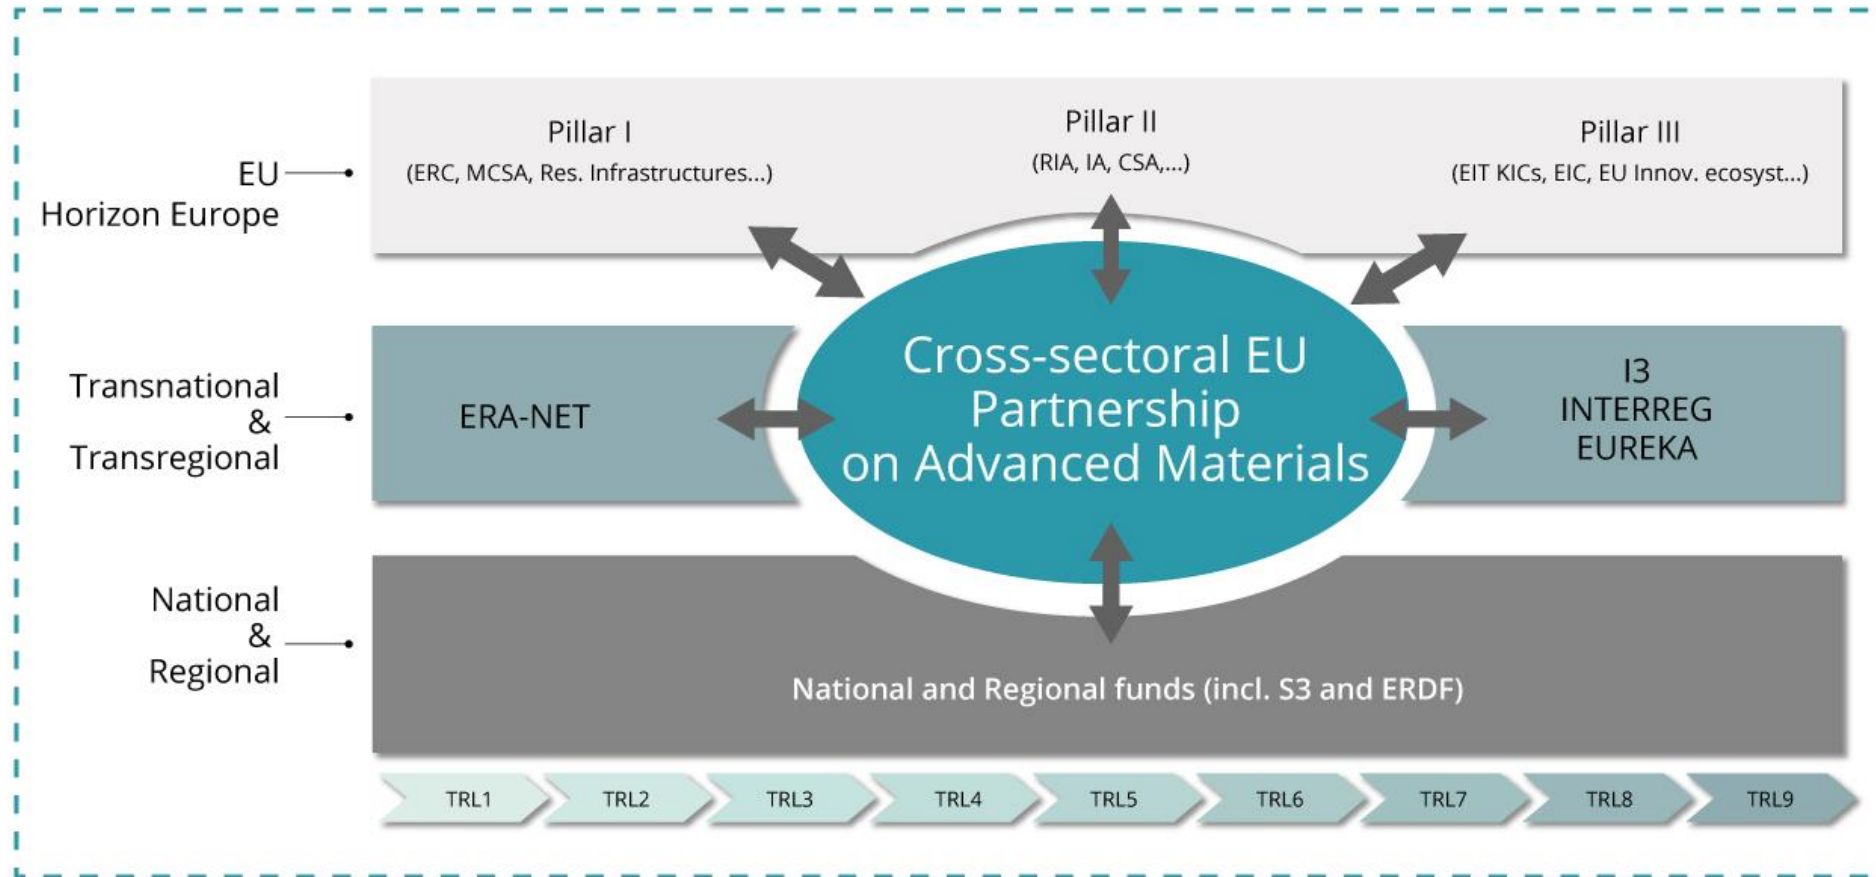 EU
Horizon Europe
Pillar I
(ERC, MCSA, Res. Infrastructures...)
Pillar II
(RIA, IA, CSA,...)
Pillar III
(EIT KICs, EIC, EU Innov. ecosyst...)
Transnational
&
Transregional
ERA-NET
Cross-sectoral EU
Partnership
on Advanced Materials
I3
INTERREG
EUREKA
National
&
Regional
National and Regional funds (incl. S3 and ERDF)
TRL1
TRL2
TRL3
TRL4
TRL5
TRL6
TRL7
TRL8
TRL9